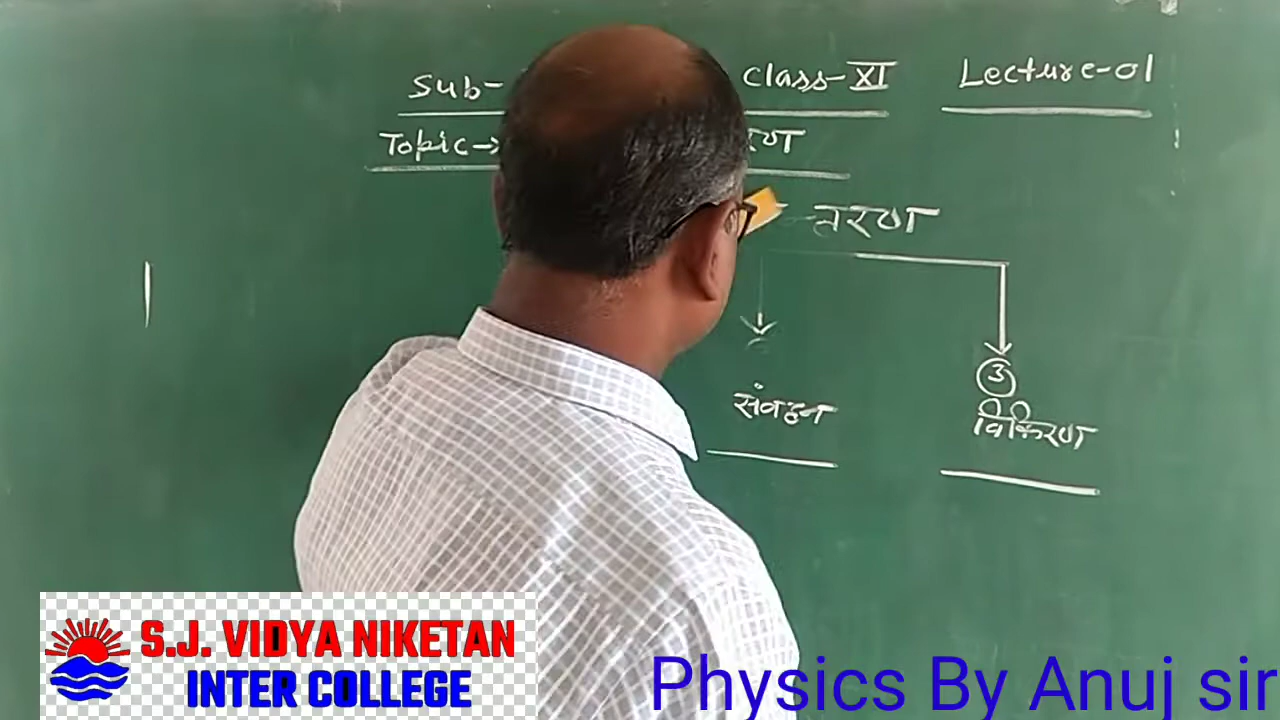 Sub- Class-XI Lecture-01
Topic→ रण
तरण
③
संवहन विकिरण
S.J. VIDYA NIKETAN
INTER COLLEGE
Physics By Anuj sir